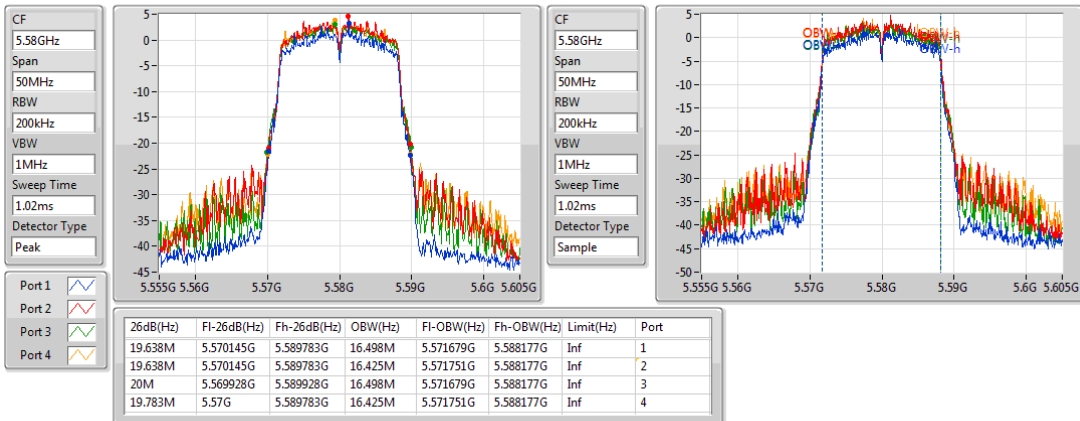 CF
5.58GHz
Span
50MHz
RBW
200kHz
VBW
1MHz
Sweep Time
1.02ms
Detector Type
Peak
5
0
-5
-10
-15
-20
-25
-30
-35
-40
-45
5.555G 5.56G 5.57G 5.58G 5.59G 5.6G 5.605G
CF
5.58GHz
Span
50MHz
RBW
200kHz
VBW
1MHz
Sweep Time
1.02ms
Detector Type
Sample
5
0
-5
-10
-15
-20
-25
-30
-35
-40
-45
-50
5.555G 5.56G 5.57G 5.58G 5.59G 5.6G 5.605G
Port 1
Port 2
Port 3
Port 4
26dB(Hz) Fl-26dB(Hz) Fh-26dB(Hz) OBW(Hz) Fl-OBW(Hz) Fh-OBW(Hz) Limit(Hz) Port
19.638M 5.570145G 5.589783G 16.498M 5.571679G 5.588177G Inf 1
19.638M 5.570145G 5.589783G 16.425M 5.571751G 5.588177G Inf 2
20M 5.569928G 5.589928G 16.498M 5.571679G 5.588177G Inf 3
19.783M 5.57G 5.589783G 16.425M 5.571751G 5.588177G Inf 4